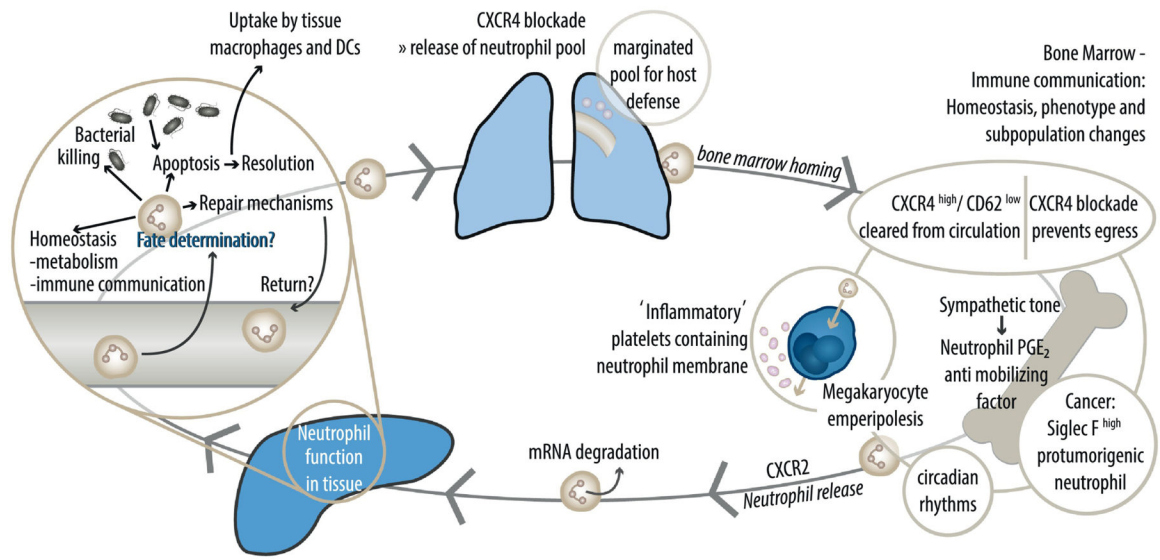 Uptake by tissue
macrophages and DCs
Bacterial
killing
Apoptosis
Resolution
Repair mechanisms
Fate determination?
Homeostasis
-metabolism
-immune communication
Return?
CXCR4 blockade
» release of neutrophil pool
marginated
pool for host
defense
bone marrow homing
Bone Marrow -
Immune communication:
Homeostasis, phenotype and
subpopulation changes
CXCR4 high/ CD62 low
cleared from circulation
CXCR4 blockade
prevents egress
'Inflammatory'
platelets containing
neutrophil membrane
Megakaryocyte
emperipolesis
Sympathetic tone
Neutrophil PGE2
anti mobilizing
factor
Cancer:
Siglec F high
protumorigenic
neutrophil
circadian
rhythms
CXCR2
Neutrophil release
mRNA degradation
Neutrophil
function
in tissue